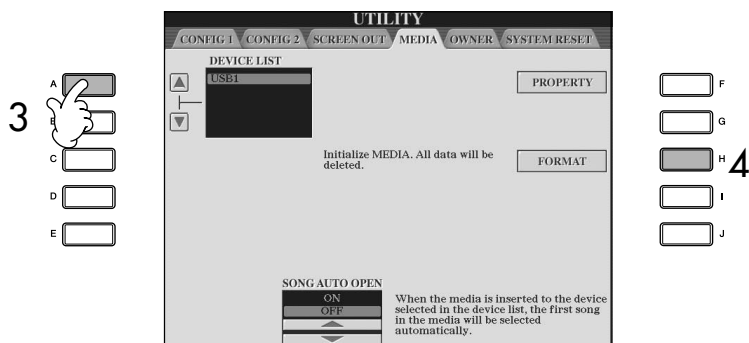 UTILITY
CONFIG 1 CONFIG 2 SCREEN OUT MEDIA OWNER SYSTEM RESET
DEVICE LIST
USB1
PROPERTY
Initialize MEDIA. All data will be
deleted.
FORMAT
SONG AUTO OPEN
ON
OFF
When the media is inserted to the device
selected in the device list, the first song
in the media will be selected
automatically.
3
A
B
C
D
E
F
G
H
4
I
J